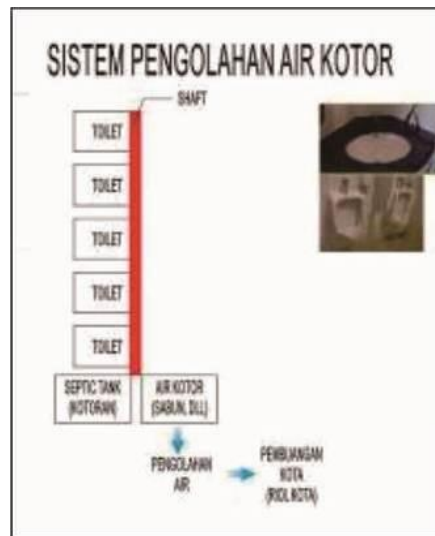 SISTEM PENGOLAHAN AIR KOTOR
SHAFT
TOILET
TOILET
TOILET
TOILET
TOILET
SEPTIC TANK
(KOTORAN)
AIR KOTOR
(SABUN, DLL)
PENGOLAHAN
AIR
PEMBUANGAN
KOTA
(RIOL KOTA)